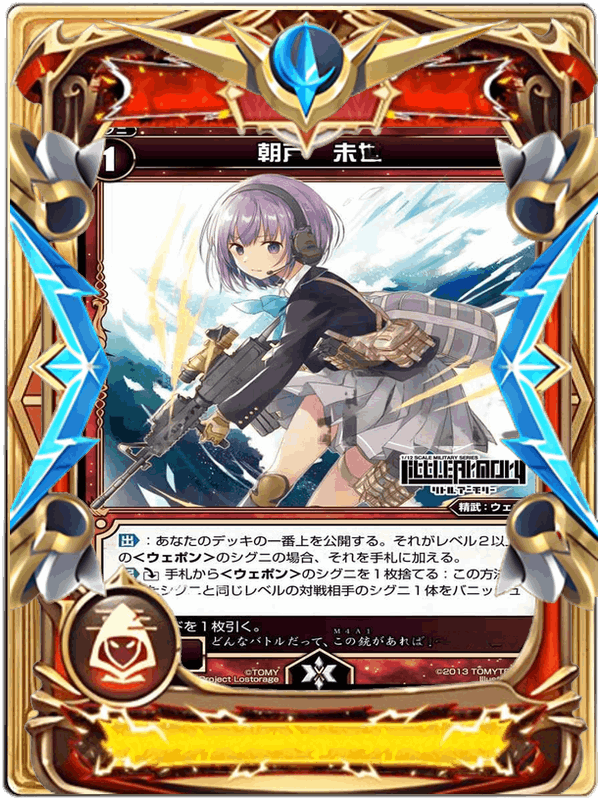 1
朝戸 未世
1/12 SCALE MILITARY SERIES
LITTLEARMORY
リトルアーモリー
精武：ウェ
出：あなたのデッキの一番上を公開する。それがレベル２以
の＜ウェポン＞のシグニの場合、それを手札に加える。
手札から＜ウェポン＞のシグニを１枚捨てる：この方法
たシグニと同じレベルの対戦相手のシグニ１体をバニッシュ
ドを１枚引く。
M4A1
どんなバトルだって、この銃があれば！
©TOMY
©2013 TOMYT
Project Lostorage
Illus